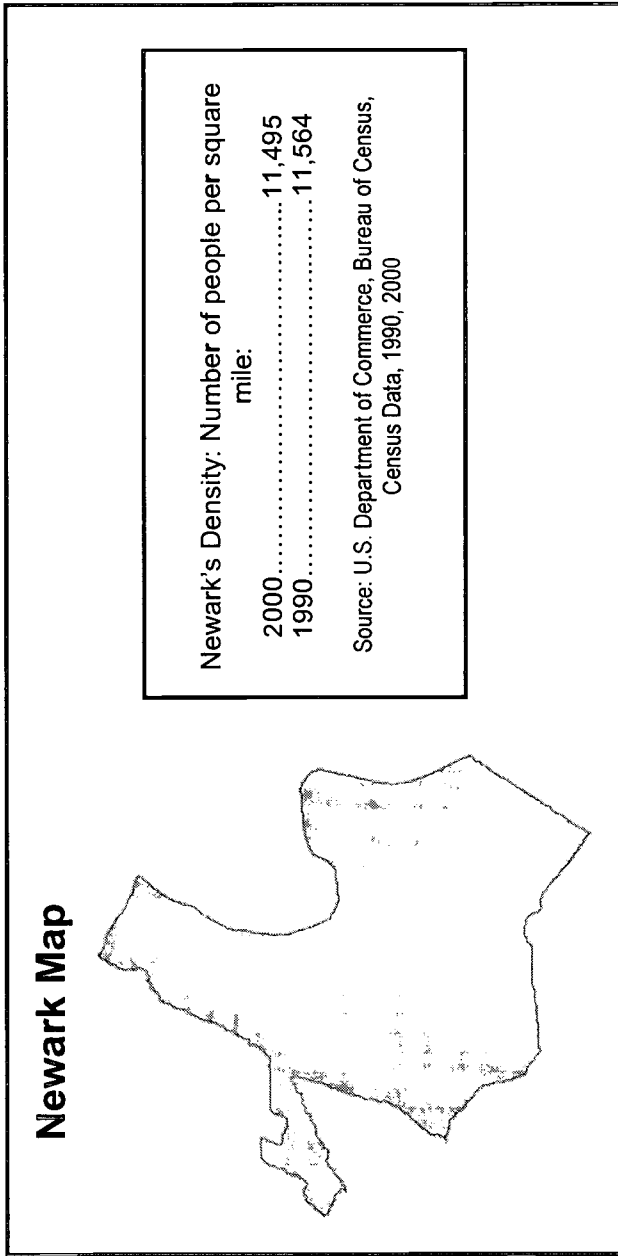 Newark Map
Newark's Density: Number of people per square
mile:
2000....................................................11,495
1990....................................................11,564
Source: U.S. Department of Commerce, Bureau of Census,
Census Data, 1990, 2000